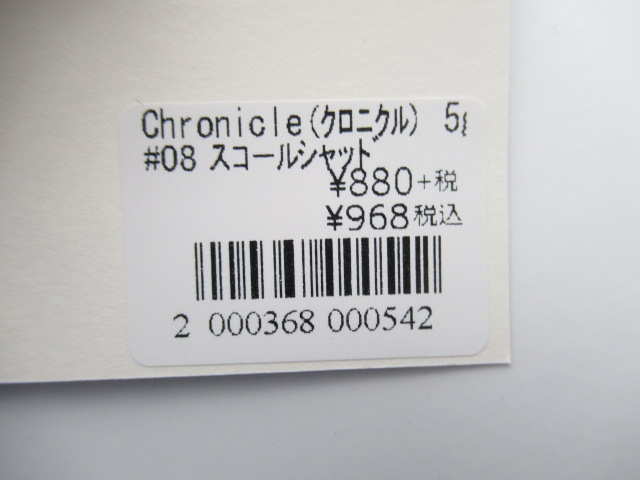 Chronicle(クロニクル) 5g
#08 スコールシャッド
¥880+税
¥968税込
2 000368 000542